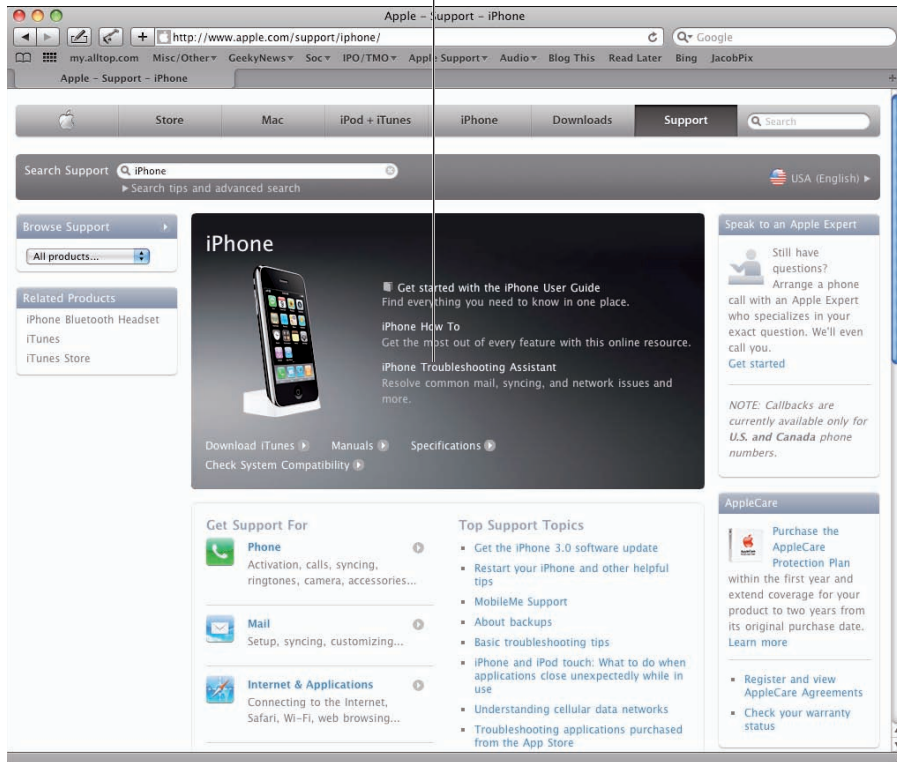 Apple – Support – iPhone
http://www.apple.com/support/iphone/
Google
my.alltop.com Misc/Other GeekyNews Soc IPO/TMO Apple Support Audio Blog This Read Later Bing JacobPix
Apple – Support – iPhone
Store Mac iPod + iTunes iPhone Downloads Support Search
Search Support iPhone
Search tips and advanced search
USA (English)
Browse Support
All products...
Related Products
iPhone Bluetooth Headset
iTunes
iTunes Store
iPhone
Get started with the iPhone User Guide
Find everything you need to know in one place.
iPhone How To
Get the most out of every feature with this online resource.
iPhone Troubleshooting Assistant
Resolve common mail, syncing, and network issues and
more.
Download iTunes Manuals Specifications
Check System Compatibility
Speak to an Apple Expert
Still have
questions?
Arrange a phone
call with an Apple Expert
who specializes in your
exact question. We'll even
call you.
Get started
NOTE: Callbacks are
currently available only for
U.S. and Canada phone
numbers.
AppleCare
Purchase the
AppleCare
Protection Plan
within the first year and
extend coverage for your
product to two years from
its original purchase date.
Learn more
Register and view
AppleCare Agreements
Check your warranty
status
Get Support For
Phone
Activation, calls, syncing,
ringtones, camera, accessories...
Mail
Setup, syncing, customizing...
Internet & Applications
Connecting to the Internet,
Safari, Wi-Fi, web browsing...
Top Support Topics
Get the iPhone 3.0 software update
Restart your iPhone and other helpful
tips
MobileMe Support
About backups
Basic troubleshooting tips
iPhone and iPod touch: What to do when
applications close unexpectedly while in
use
Understanding cellular data networks
Troubleshooting applications purchased
from the App Store